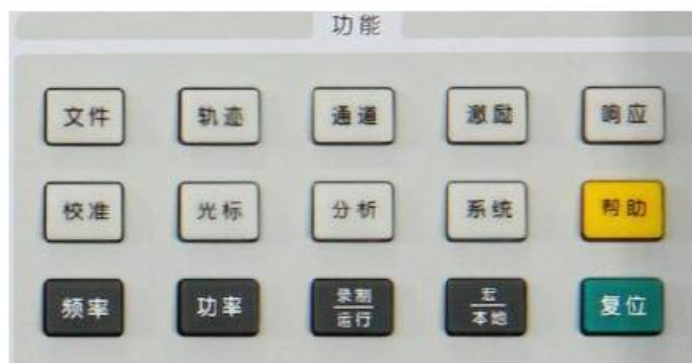 功能
文件 轨迹 通道 激励 响应
校准 光标 分析 系统 帮助
频率 功率 录制 宏 复位
运行 本地